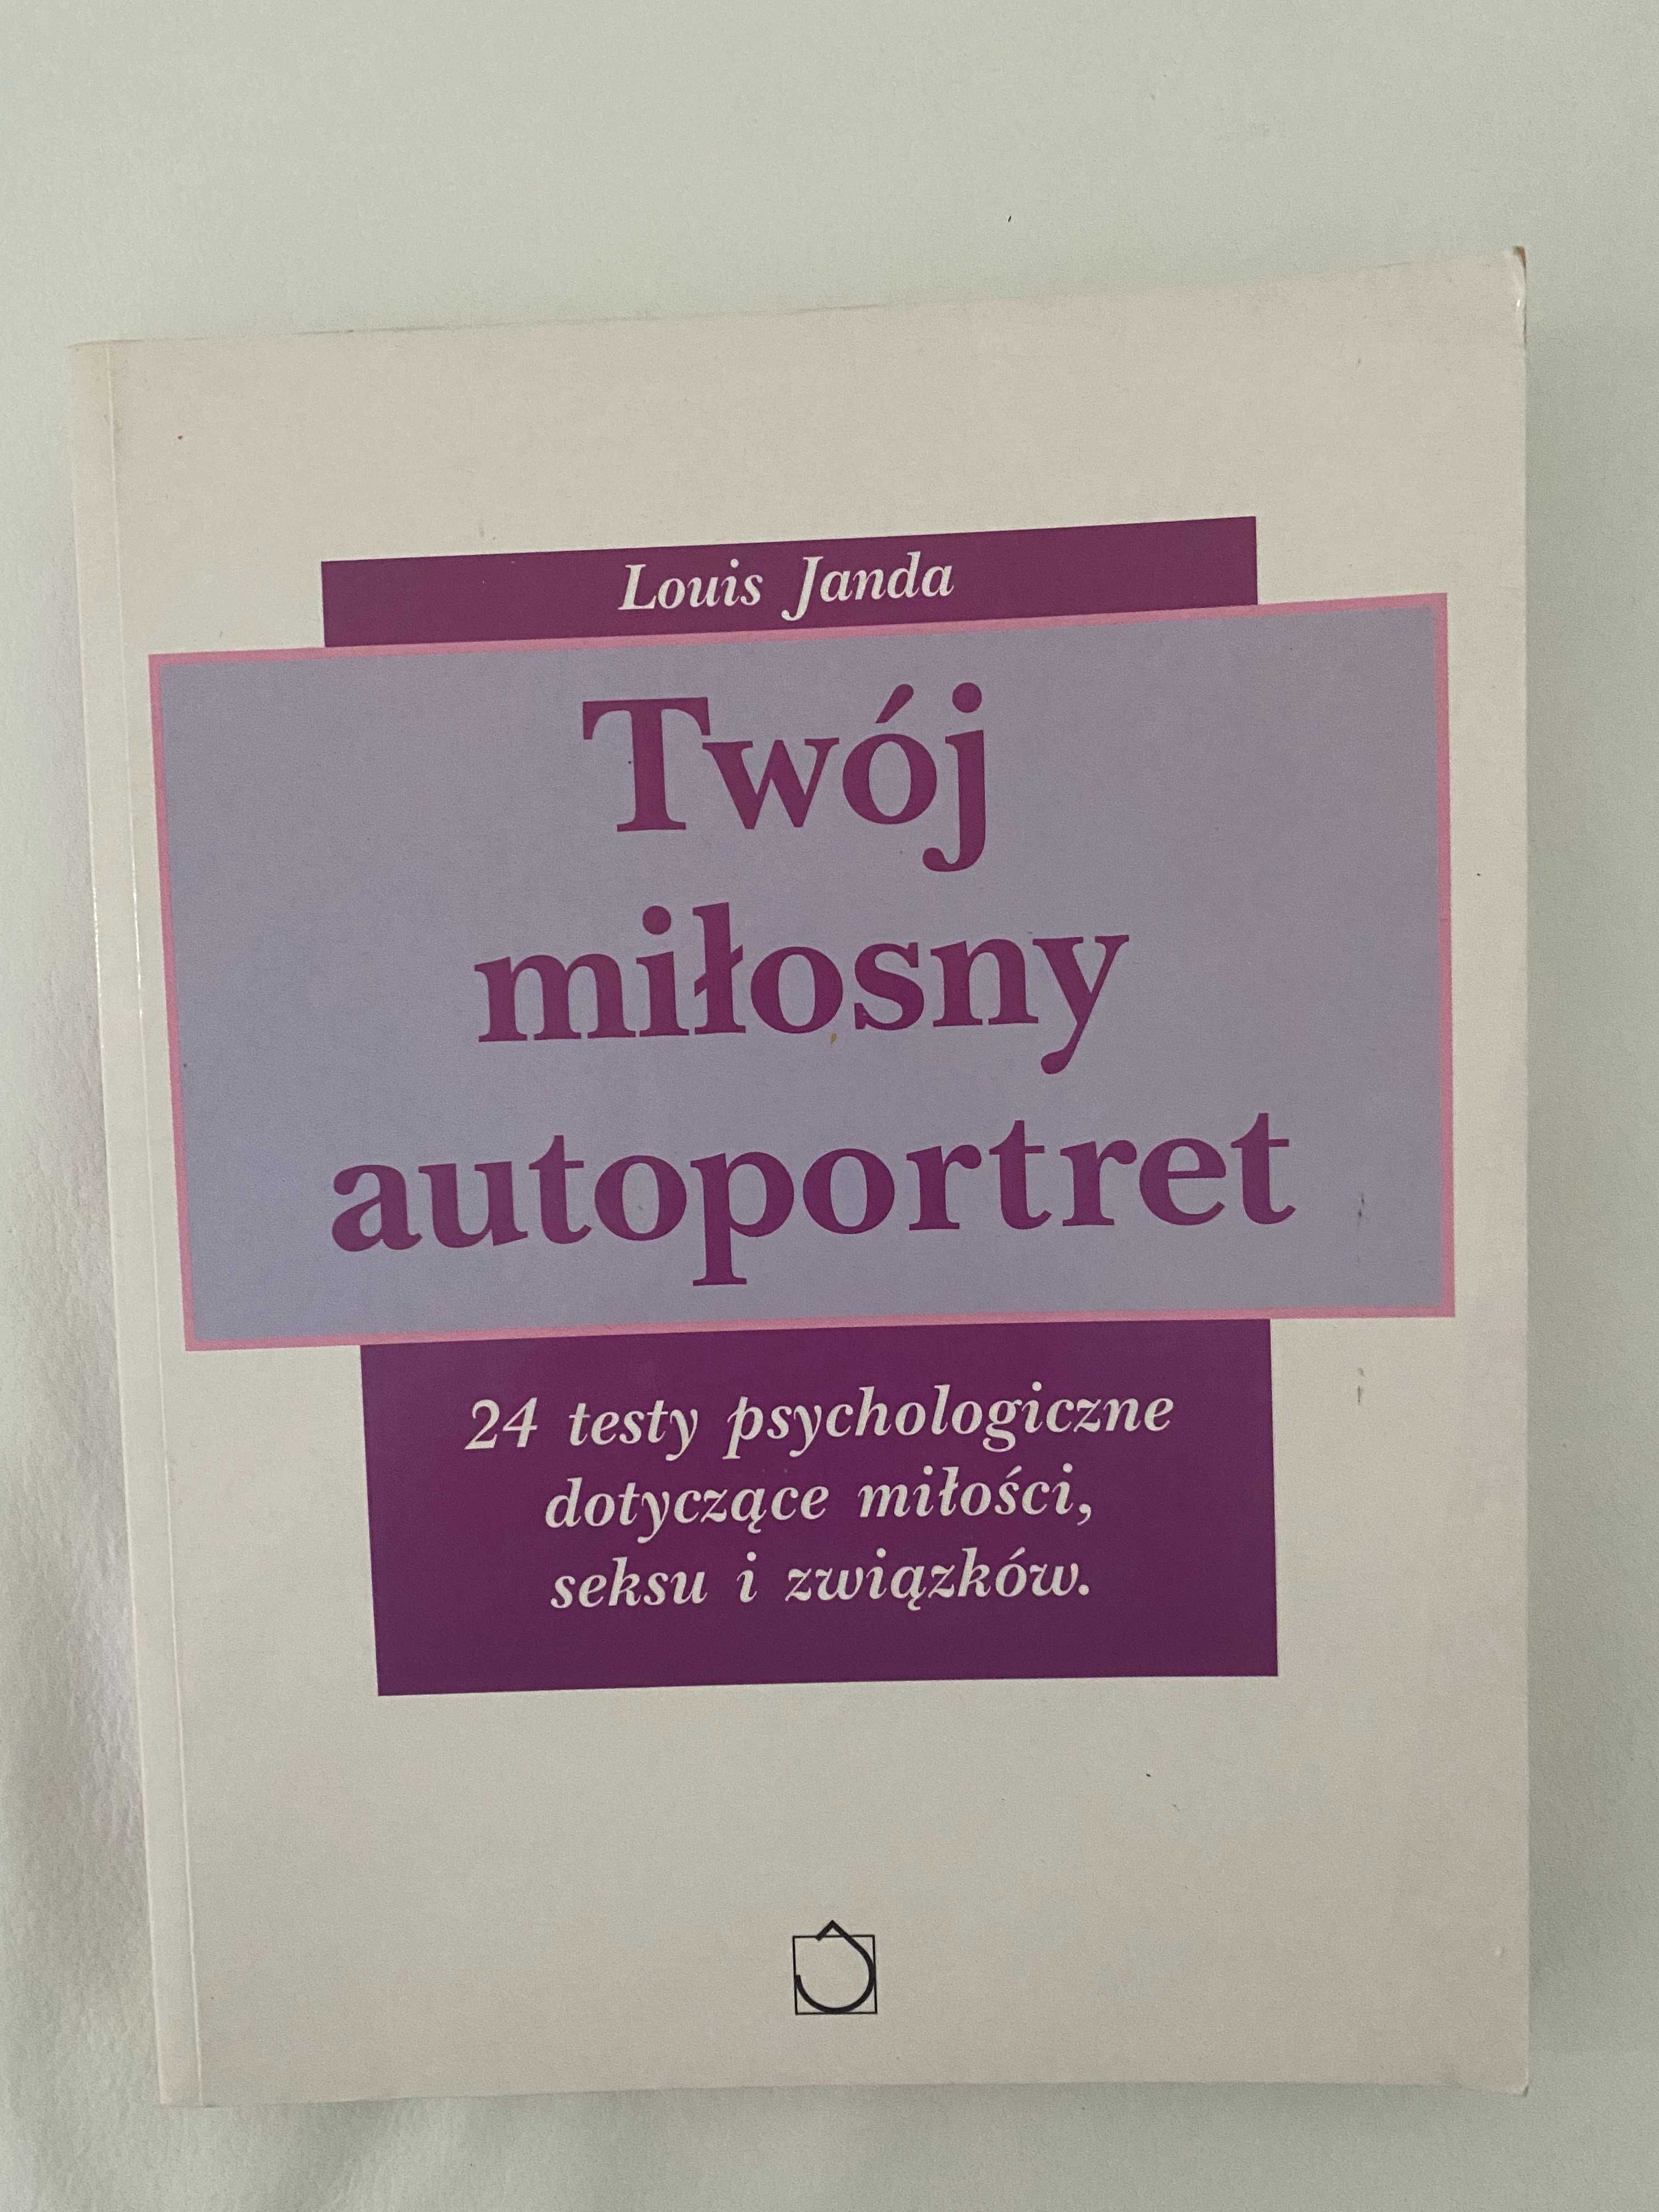 Louis Janda
Twój
miłosny
autoportret
24 testy psychologiczne
dotyczące miłości,
seksu i związków.